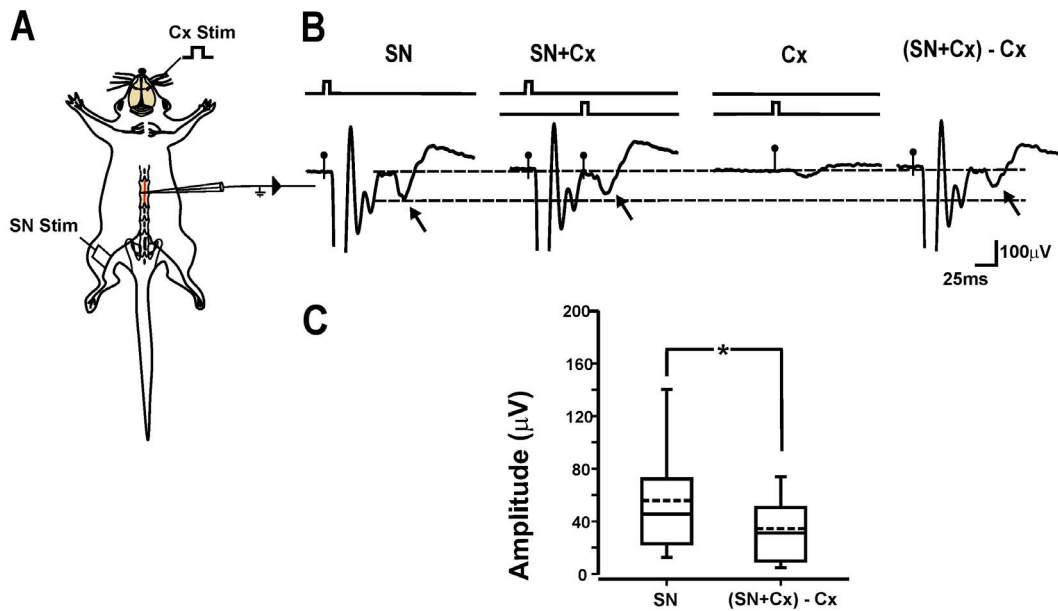 A
Cx Stim
SN Stim
B
SN
SN+Cx
Cx
(SN+Cx) - Cx
100μV
25ms
C
Amplitude (μV)
200
160
120
80
40
0
*
SN
(SN+Cx) - Cx